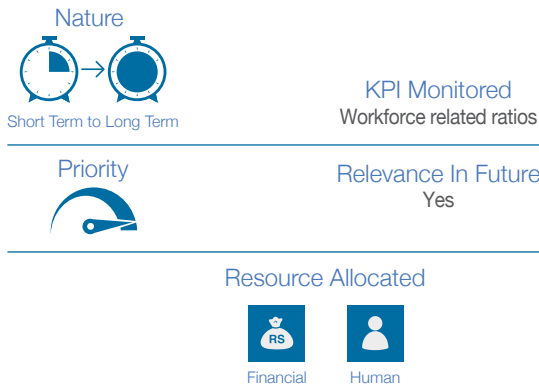 Nature
Short Term to Long Term
KPI Monitored
Workforce related ratios
Priority
Relevance In Future
Yes
Resource Allocated
RS
Financial
Human